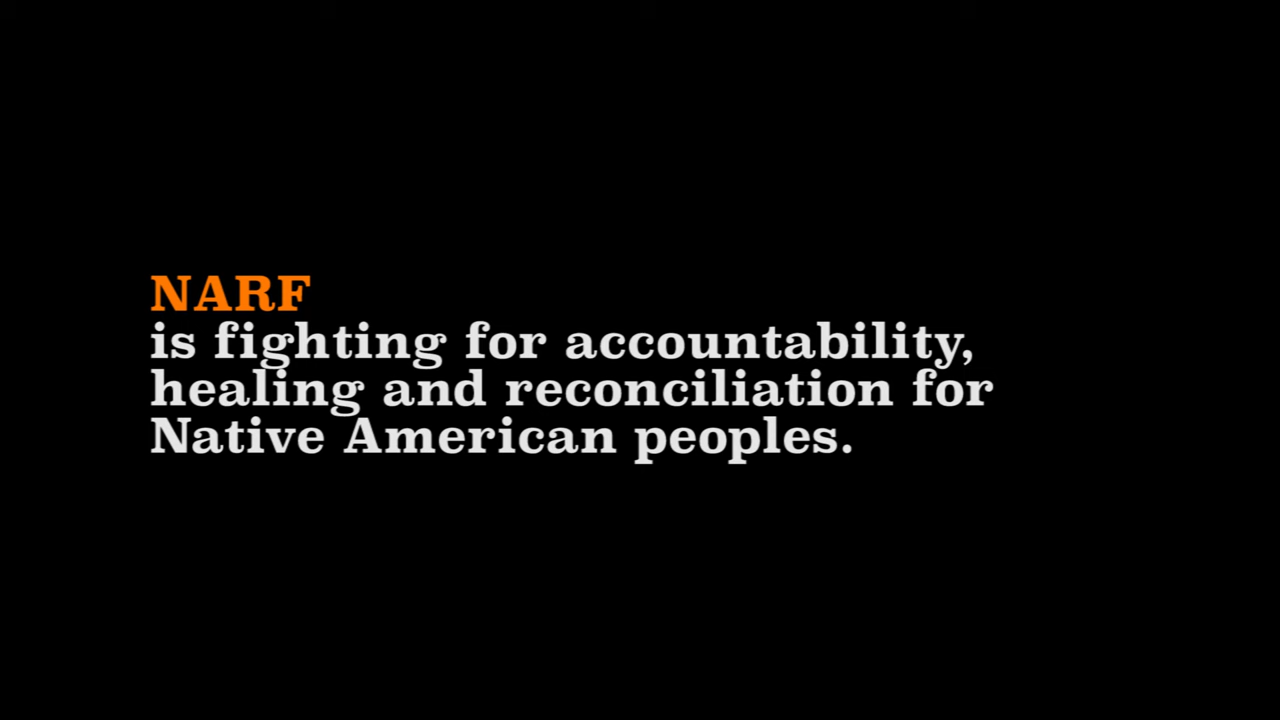 NARF
is fighting for accountability,
healing and reconciliation for
Native American peoples.